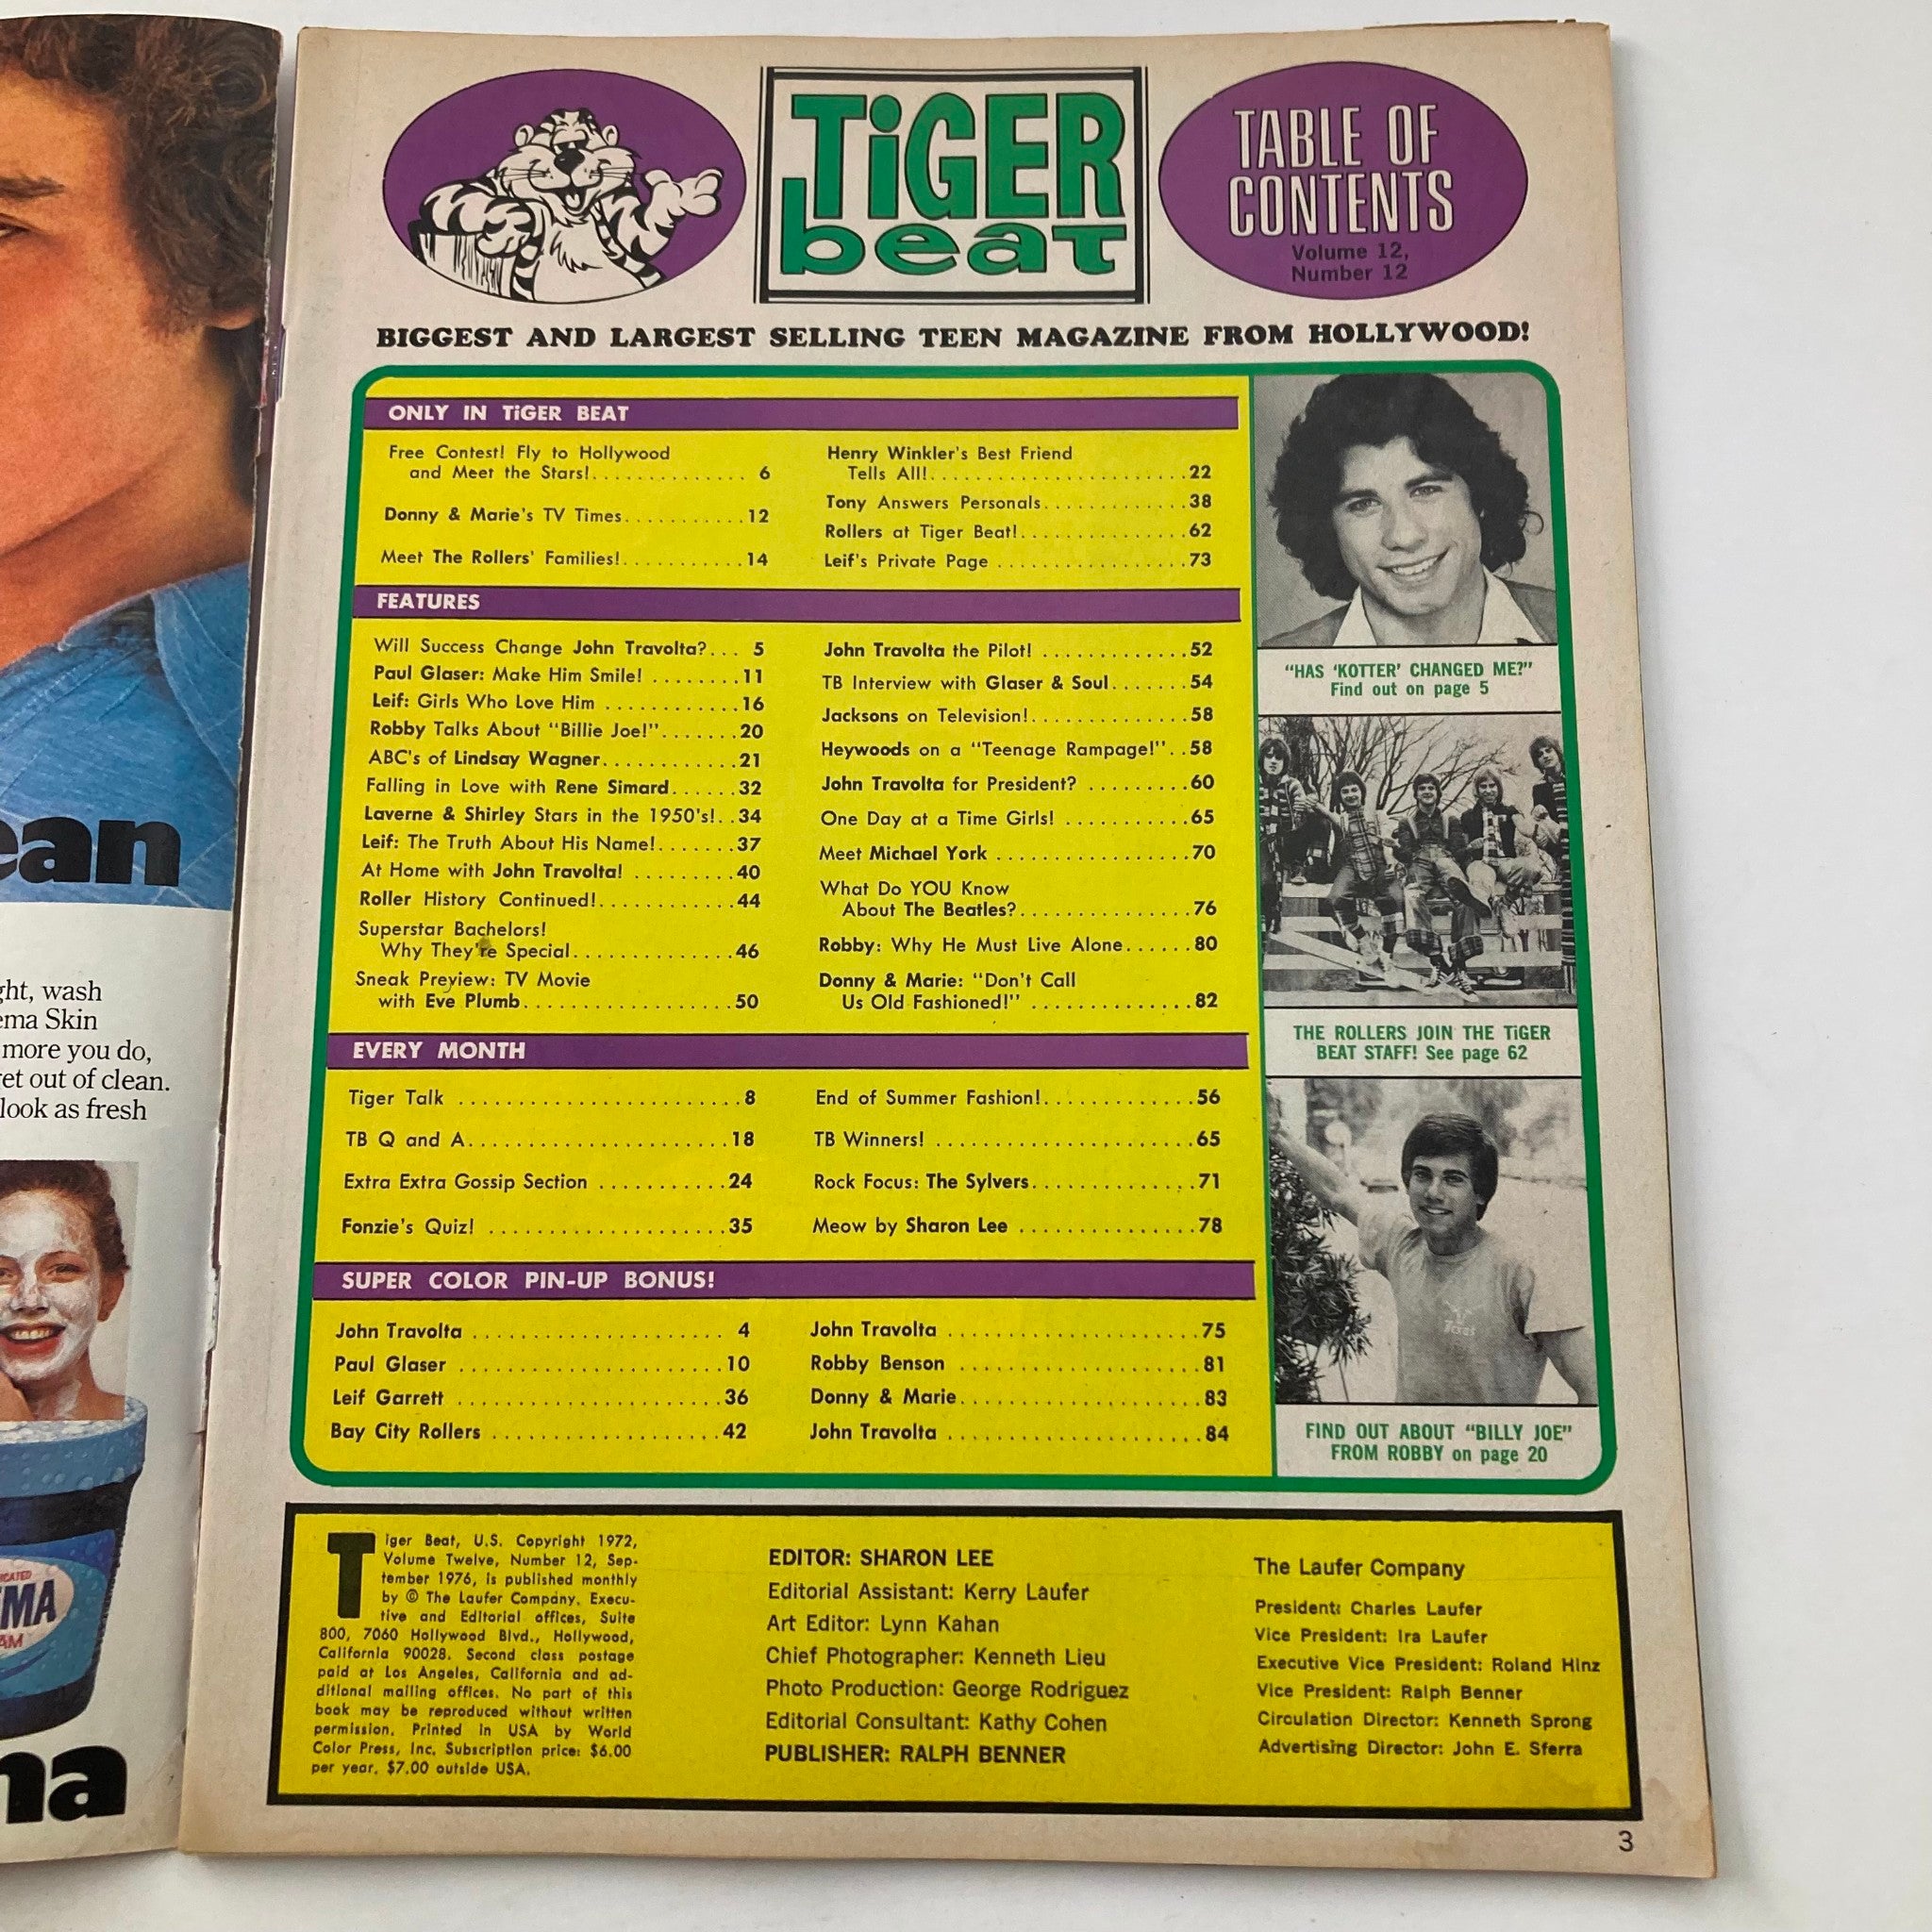 ean
ght, wash
ema Skin
more you do,
et out of clean.
look as fresh
MA
AM
na
TiGER
beat
TABLE OF
CONTENTS
Volume 12,
Number 12
BIGGEST AND LARGEST SELLING TEEN MAGAZINE FROM HOLLYWOOD!
ONLY IN TiGER BEAT
Free Contest! Fly to Hollywood
and Meet the Stars!.............. 6
Donny & Marie's TV Times...........12
Meet The Rollers' Families!...........14
Henry Winkler's Best Friend
Tells All!........................22
Tony Answers Personals.............38
Rollers at Tiger Beat!...............62
Leif's Private Page .................73
FEATURES
Will Success Change John Travolta?... 5
Paul Glaser: Make Him Smile! ........11
Leif: Girls Who Love Him ............16
Robby Talks About "Billie Joe!".......20
ABC's of Lindsay Wagner............21
Falling in Love with Rene Simard......32
Laverne & Shirley Stars in the 1950's!..34
Leif: The Truth About His Name!.......37
At Home with John Travolta! .........40
Roller History Continued!............44
Superstar Bachelors!
Why They're Special..............46
Sneak Preview: TV Movie
with Eve Plumb...................50
John Travolta the Pilot! .............52
TB Interview with Glaser & Soul.......54
Jacksons on Television!..............58
Heywoods on a "Teenage Rampage!"..58
John Travolta for President? .........60
One Day at a Time Girls! ...........65
Meet Michael York .................70
What Do YOU Know
About The Beatles?...............76
Robby: Why He Must Live Alone......80
Donny & Marie: "Don't Call
Us Old Fashioned!" ..............82
EVERY MONTH
Tiger Talk .........................8
TB Q and A.......................18
Extra Extra Gossip Section ...........24
Fonzie's Quiz! .....................35
End of Summer Fashion!.............56
TB Winners! ......................65
Rock Focus: The Sylvers..............71
Meow by Sharon Lee ................78
SUPER COLOR PIN-UP BONUS!
John Travolta ...................... 4
Paul Glaser .......................10
Leif Garrett .......................36
Bay City Rollers ....................42
John Travolta ......................75
Robby Benson .....................81
Donny & Marie.....................83
John Travolta ......................84
"HAS 'KOTTER' CHANGED ME?"
Find out on page 5
THE ROLLERS JOIN THE TiGER
BEAT STAFF! See page 62
Texas
FIND OUT ABOUT "BILLY JOE"
FROM ROBBY on page 20
Tiger Beat, U.S. Copyright 1972,
Volume Twelve, Number 12, Sep-
tember 1976, is published monthly
by © The Laufer Company. Execu-
tive and Editorial offices, Suite
800, 7060 Hollywood Blvd., Hollywood,
California 90028. Second class postage
paid at Los Angeles, California and ad-
ditional mailing offices. No part of this
book may be reproduced without written
permission. Printed in USA by World
Color Press, Inc. Subscription price: $6.00
per year. $7.00 outside USA.
EDITOR: SHARON LEE
Editorial Assistant: Kerry Laufer
Art Editor: Lynn Kahan
Chief Photographer: Kenneth Lieu
Photo Production: George Rodriguez
Editorial Consultant: Kathy Cohen
PUBLISHER: RALPH BENNER
The Laufer Company
President: Charles Laufer
Vice President: Ira Laufer
Executive Vice President: Roland Hinz
Vice President: Ralph Benner
Circulation Director: Kenneth Sprong
Advertising Director: John E. Sferra
3